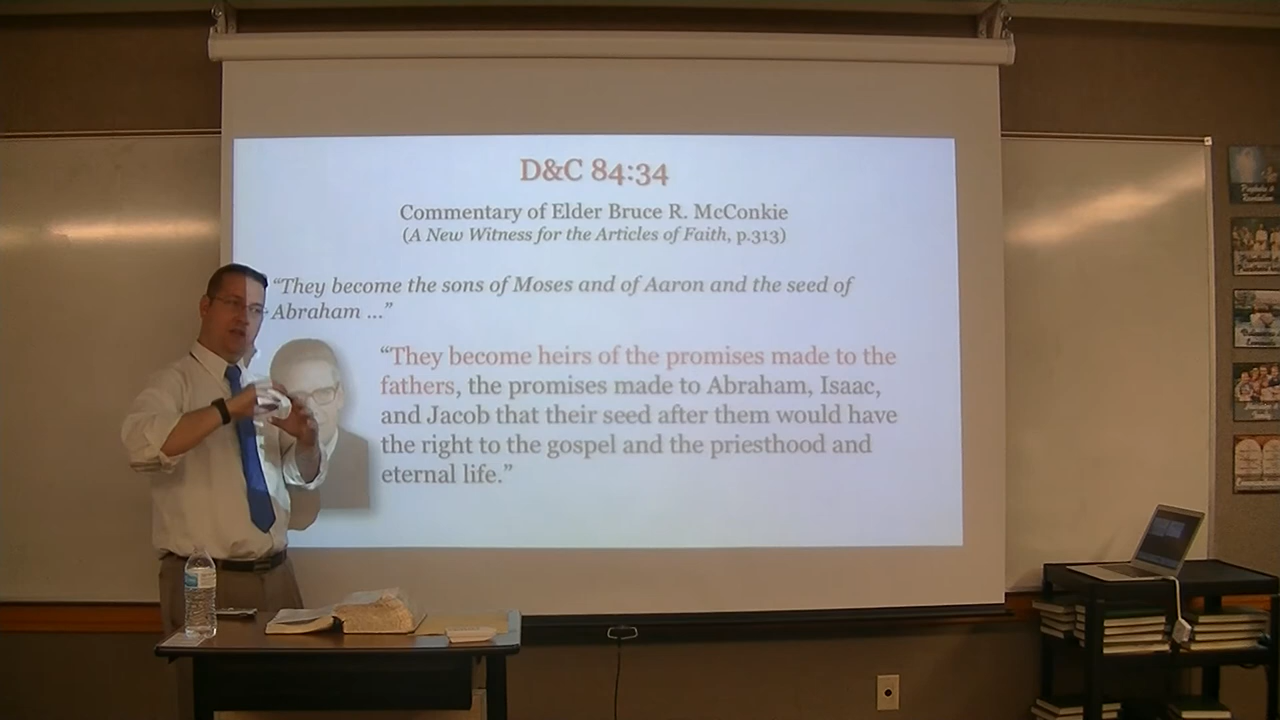 D&C 84:34
Commentary of Elder Bruce R. McConkie
(A New Witness for the Articles of Faith, p.313)
“They become the sons of Moses and of Aaron and the seed of
Abraham ...”
“They become heirs of the promises made to the
fathers, the promises made to Abraham, Isaac,
and Jacob that their seed after them would have
the right to the gospel and the priesthood and
eternal life.”